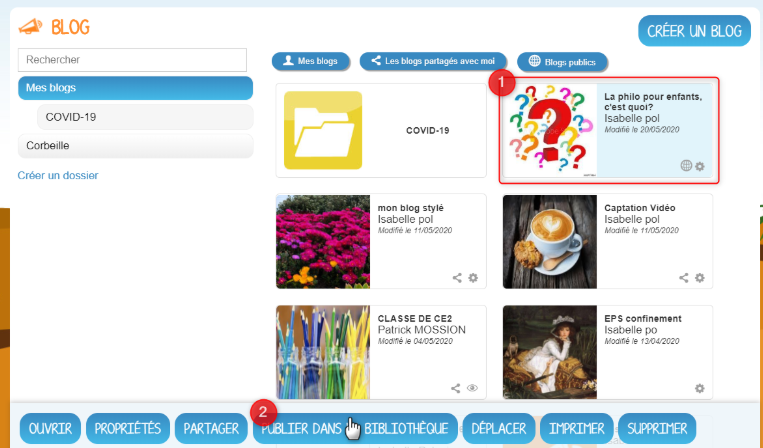 BLOG
CRÉER UN BLOG
Rechercher
Mes blogs
COVID-19
Corbeille
Créer un dossier
Mes blogs
Les blogs partagés avec moi
Blogs publics
1
COVID-19
La philo pour enfants,
c'est quoi?
Isabelle pol
Modifié le 20/05/2020
mon blog stylé
Isabelle pol
Modifié le 11/05/2020
Captation Vidéo
Isabelle pol
Modifié le 11/05/2020
CLASSE DE CE2
Patrick MOSSION
Modifié le 04/05/2020
EPS confinement
Isabelle po
Modifié le 13/04/2020
2
OUVRIR
PROPRIÉTÉS
PARTAGER
PUBLIER DANS BIBLIOTHÈQUE
DÉPLACER
IMPRIMER
SUPPRIMER